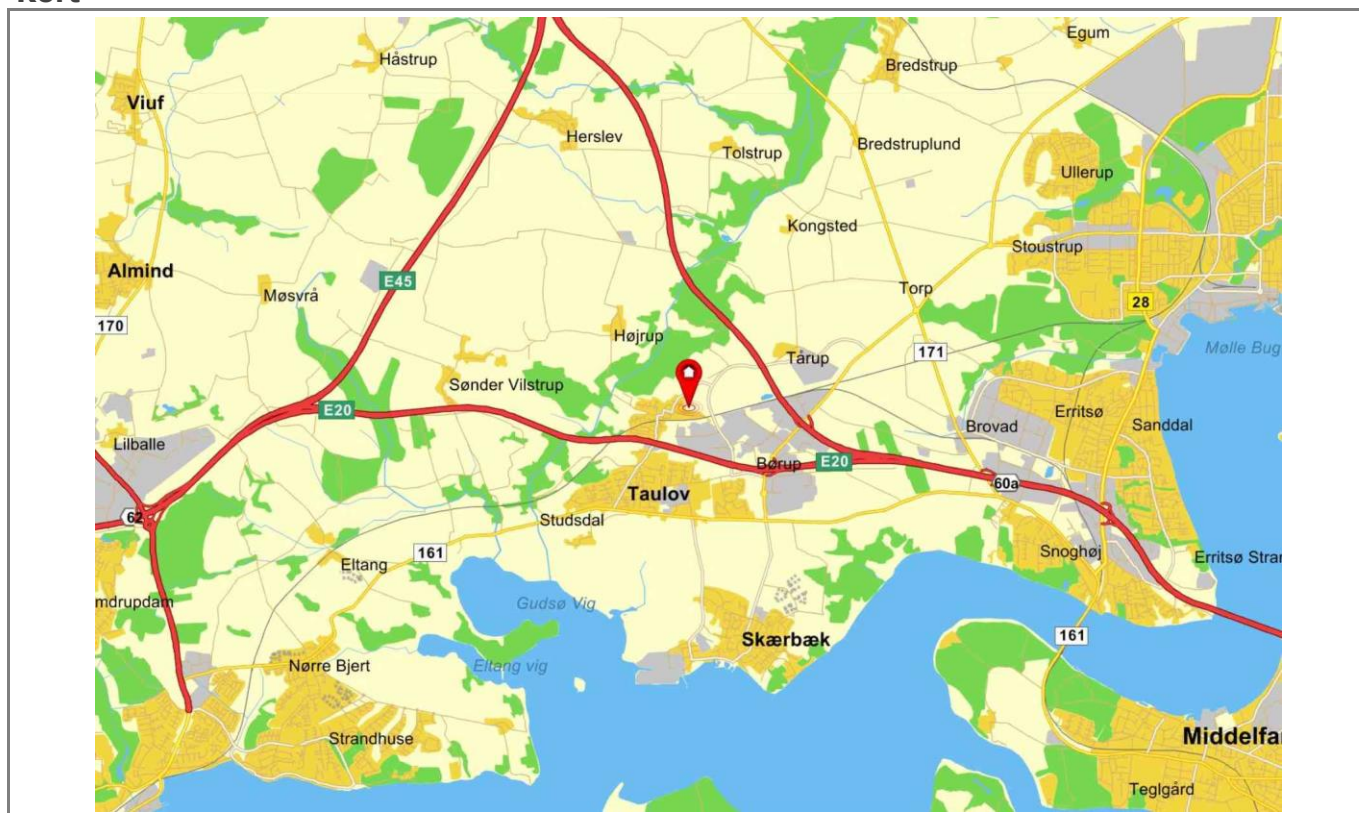 Kort
Egum
Håstrup
Bredstrup
Viuf
Herslev
Bredstruplund
Tolstrup
Ullerup
Kongsted
Stoustrup
Almind
E45
Møsvrå
Torp
28
170
Højrup
Mølle Bug
Tårup
171
Sønder Vilstrup
E20
Erritsø
Sanddal
Brovad
Lilballe
Børup
E20
60a
Taulov
62
Studsdal
161
Snoghøj
Erritsø Stran
Eltang
mdrupdam
Gudsø Vig
Skærbæk
161
Nørre Bjert
Eltang vig
Strandhuse
Middelfa
Teglgård